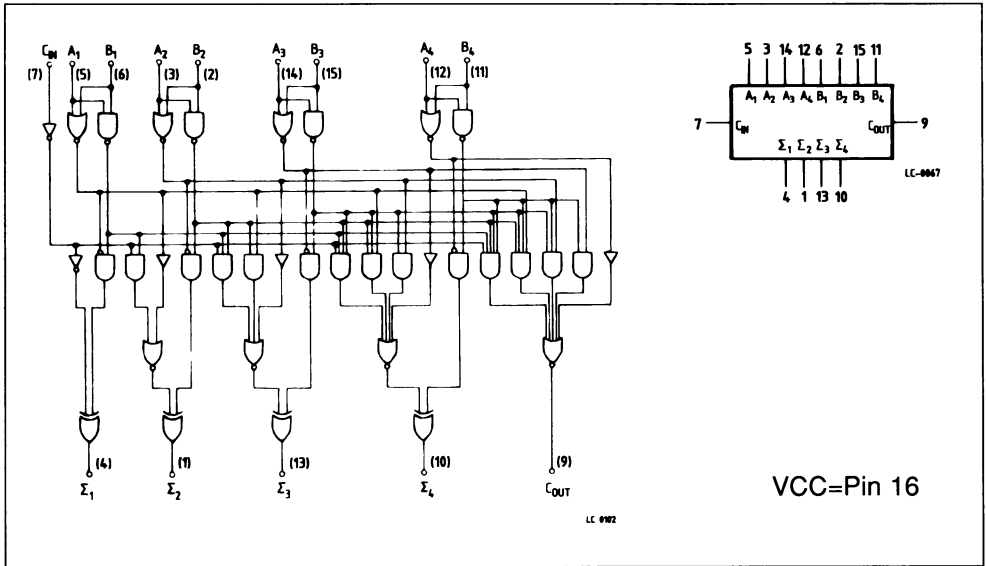 C_IN A₁ B₁ A₂ B₂ A₃ B₃ A₄ B₄
(7) (5) (6) (3) (2) (14) (15) (12) (11)
(4) (1) (13) (10) (9)
Σ₁ Σ₂ Σ₃ Σ₄ C_OUT
LC 0102
5 3 14 12 6 2 15 11
A₁ A₂ A₃ A₄ B₁ B₂ B₃ B₄
7 C_IN C_OUT 9
Σ₁ Σ₂ Σ₃ Σ₄
LC-0067
4 1 13 10
VCC=Pin 16